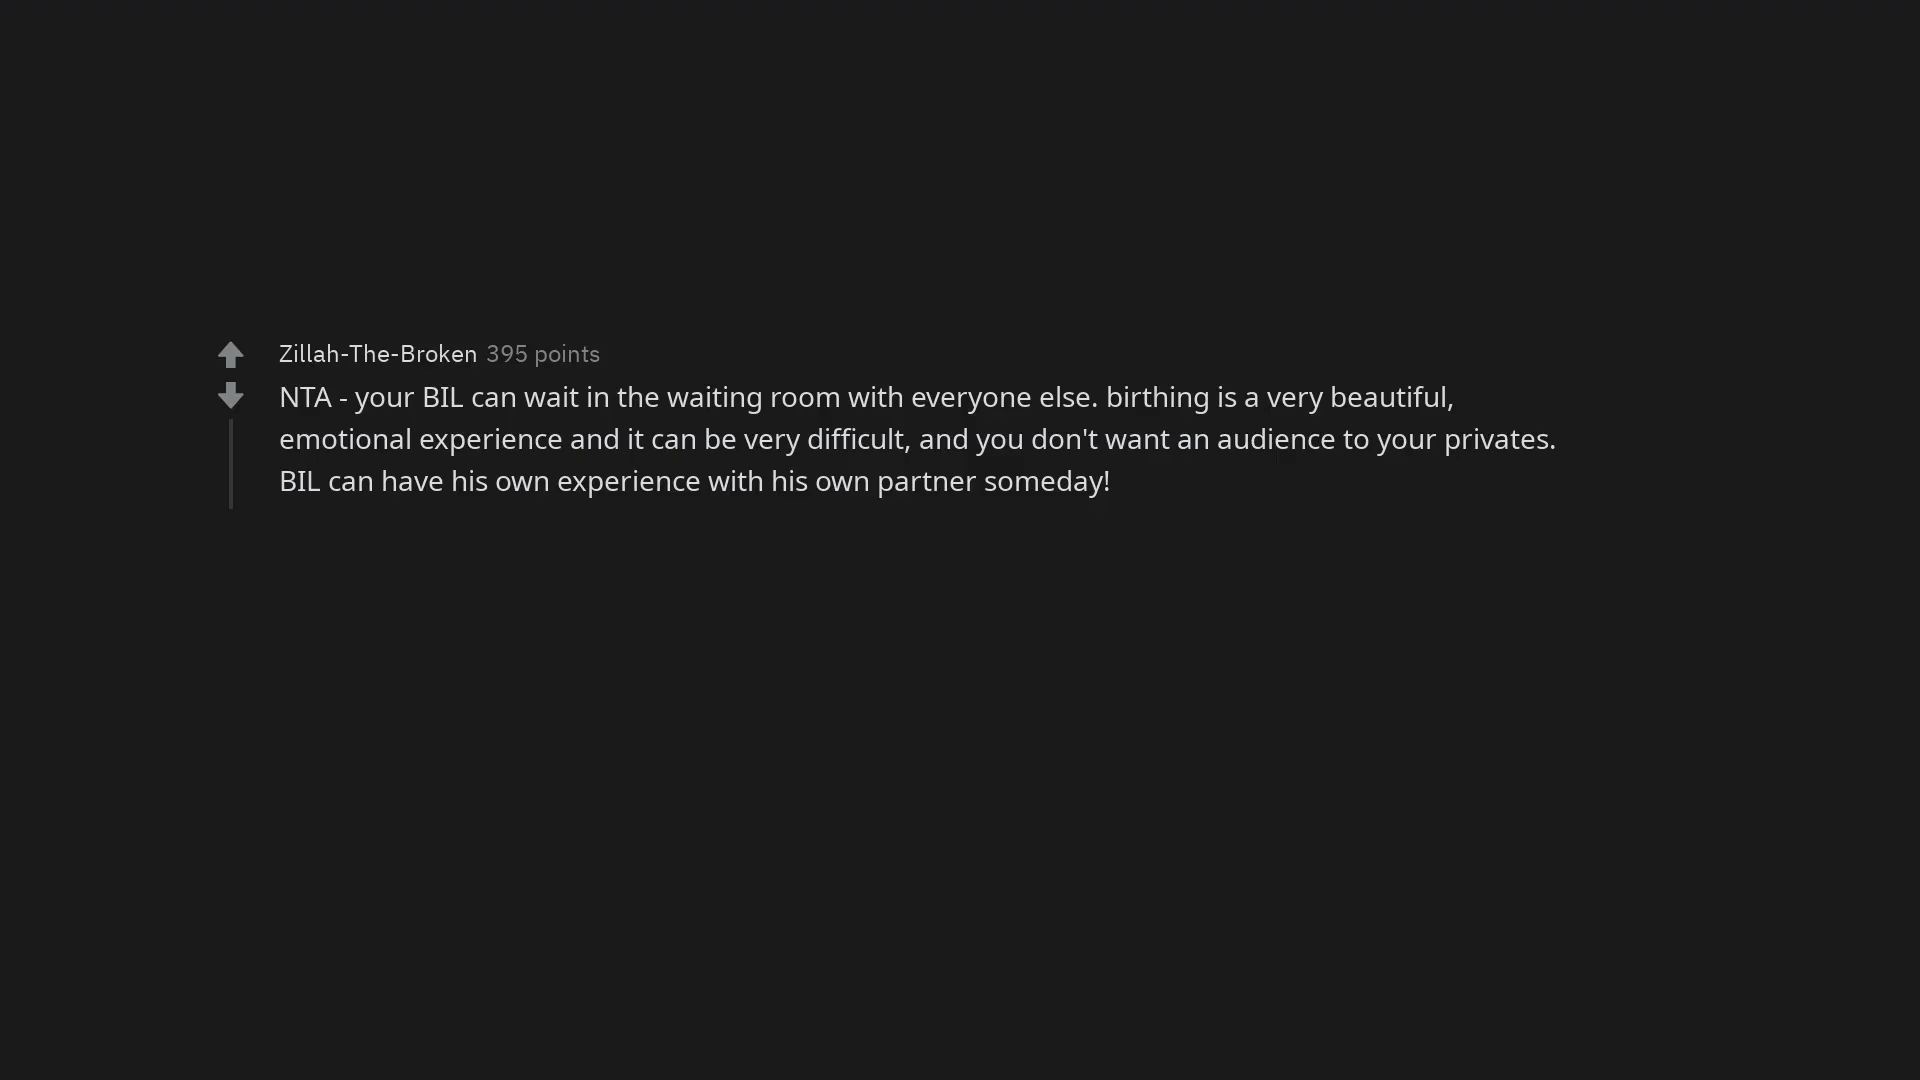 Zillah-The-Broken 395 points
NTA - your BIL can wait in the waiting room with everyone else. birthing is a very beautiful,
emotional experience and it can be very difficult, and you don't want an audience to your privates.
BIL can have his own experience with his own partner someday!